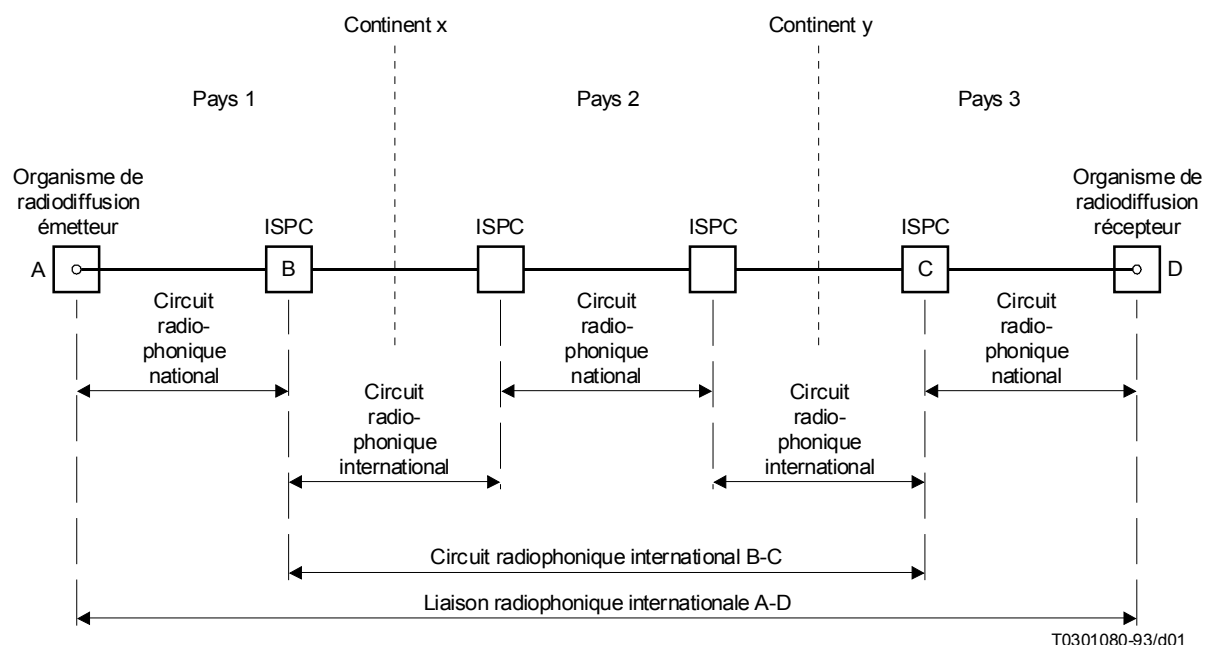 Continent x
Continent y
Pays 1
Pays 2
Pays 3
Organisme de
radiodiffusion
émetteur
Organisme de
radiodiffusion
récepteur
ISPC
ISPC
ISPC
ISPC
A
B
C
D
Circuit
radio-
phonique
national
Circuit
radio-
phonique
national
Circuit
radio-
phonique
national
Circuit
radio-
phonique
international
Circuit
radio-
phonique
international
Circuit radiophonique international B-C
Liaison radiophonique internationale A-D
T0301080-93/d01